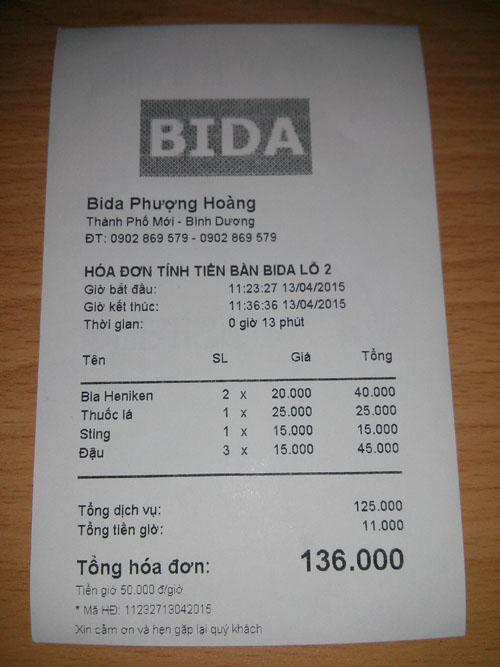 BIDA
Bida Phượng Hoàng
Thành Phố Mới - Bình Dương
ĐT: 0902 869 579 - 0902 869 579
HÓA ĐƠN TÍNH TIỀN BÀN BIDA LỖ 2
Giờ bắt đầu: 11:23:27 13/04/2015
Giờ kết thúc: 11:36:36 13/04/2015
Thời gian: 0 giờ 13 phút
Tên SL Giá Tổng
Bia Heniken 2 x 20.000 40.000
Thuốc lá 1 x 25.000 25.000
Sting 1 x 15.000 15.000
Đậu 3 x 15.000 45.000
Tổng dịch vụ: 125.000
Tổng tiền giờ: 11.000
Tổng hóa đơn: 136.000
Tiền giờ 50.000 đ/giờ
* Mã HĐ: 11232713042015
Xin cảm ơn và hẹn gặp lại quý khách